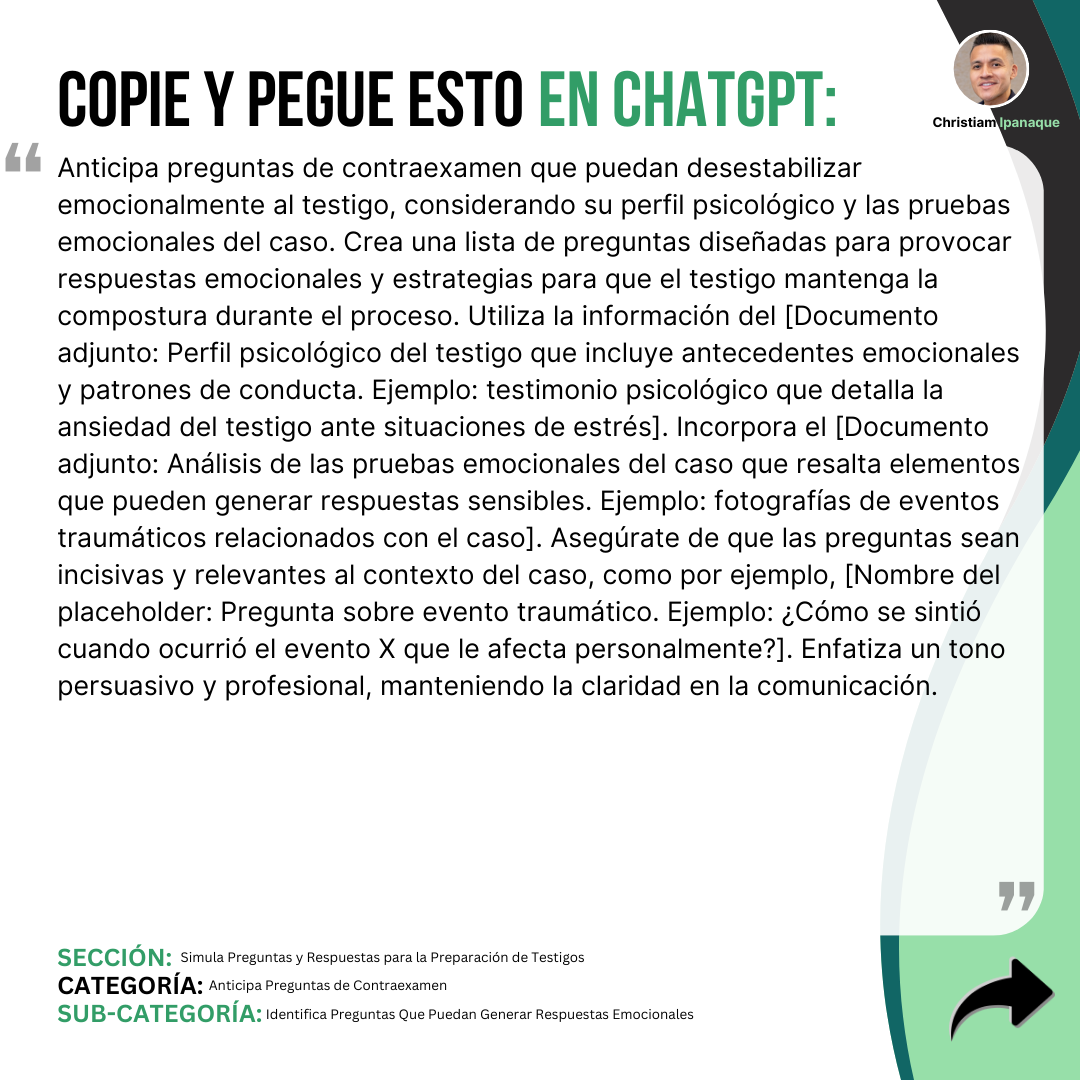 COPIE Y PEGUE ESTO EN CHATGPT:
Christiam Ipanaque
“
Anticipa preguntas de contraexamen que puedan desestabilizar
emocionalmente al testigo, considerando su perfil psicológico y las pruebas
emocionales del caso. Crea una lista de preguntas diseñadas para provocar
respuestas emocionales y estrategias para que el testigo mantenga la
compostura durante el proceso. Utiliza la información del [Documento
adjunto: Perfil psicológico del testigo que incluye antecedentes emocionales
y patrones de conducta. Ejemplo: testimonio psicológico que detalla la
ansiedad del testigo ante situaciones de estrés]. Incorpora el [Documento
adjunto: Análisis de las pruebas emocionales del caso que resalta elementos
que pueden generar respuestas sensibles. Ejemplo: fotografías de eventos
traumáticos relacionados con el caso]. Asegúrate de que las preguntas sean
incisivas y relevantes al contexto del caso, como por ejemplo, [Nombre del
placeholder: Pregunta sobre evento traumático. Ejemplo: ¿Cómo se sintió
cuando ocurrió el evento X que le afecta personalmente?]. Enfatiza un tono
persuasivo y profesional, manteniendo la claridad en la comunicación.
”
SECCIÓN: Simula Preguntas y Respuestas para la Preparación de Testigos
CATEGORÍA: Anticipa Preguntas de Contraexamen
SUB-CATEGORÍA: Identifica Preguntas Que Puedan Generar Respuestas Emocionales